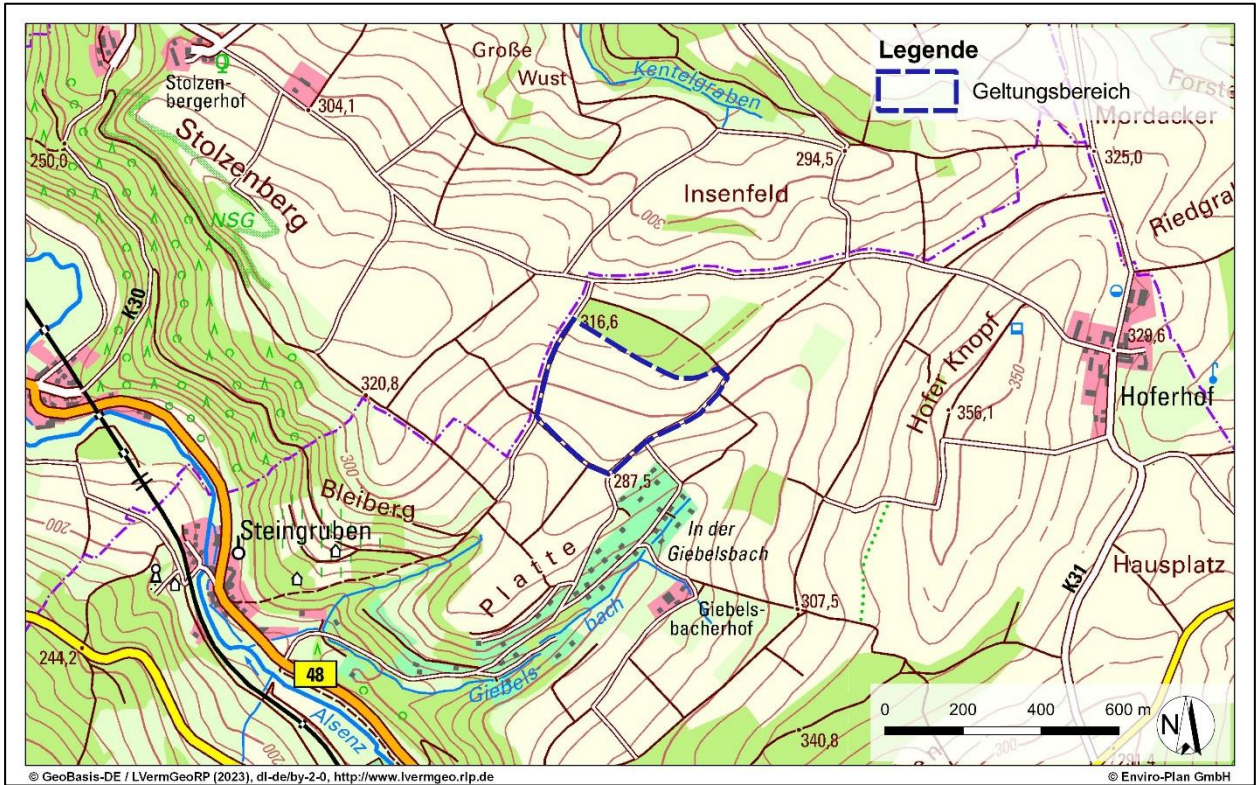 Legende
Geltungsbereich
Große
Wust
Kentelgraben
Stolzen-
bergerhof
304,1
Stolzenberg
250,0
NSG
Insenfeld
300
294,5
Mordacker
325,0
K30
316,6
320,8
329,6
Hoferhof
Hofer Knopf
350
356,1
300
Bleiberg
287,5
200
Steingruben
In der
Giebelsbach
Platte
Giebels-
bacherhof
Giebels-
bach
307,5
K31
Hausplatz
244,2
48
Alsenz
200
340,8
300
0 200 400 600 m
N
© GeoBasis-DE / LVermGeoRP (2023), dl-de/by-2-0, http://www.lvermgeo.rlp.de
© Enviro-Plan GmbH